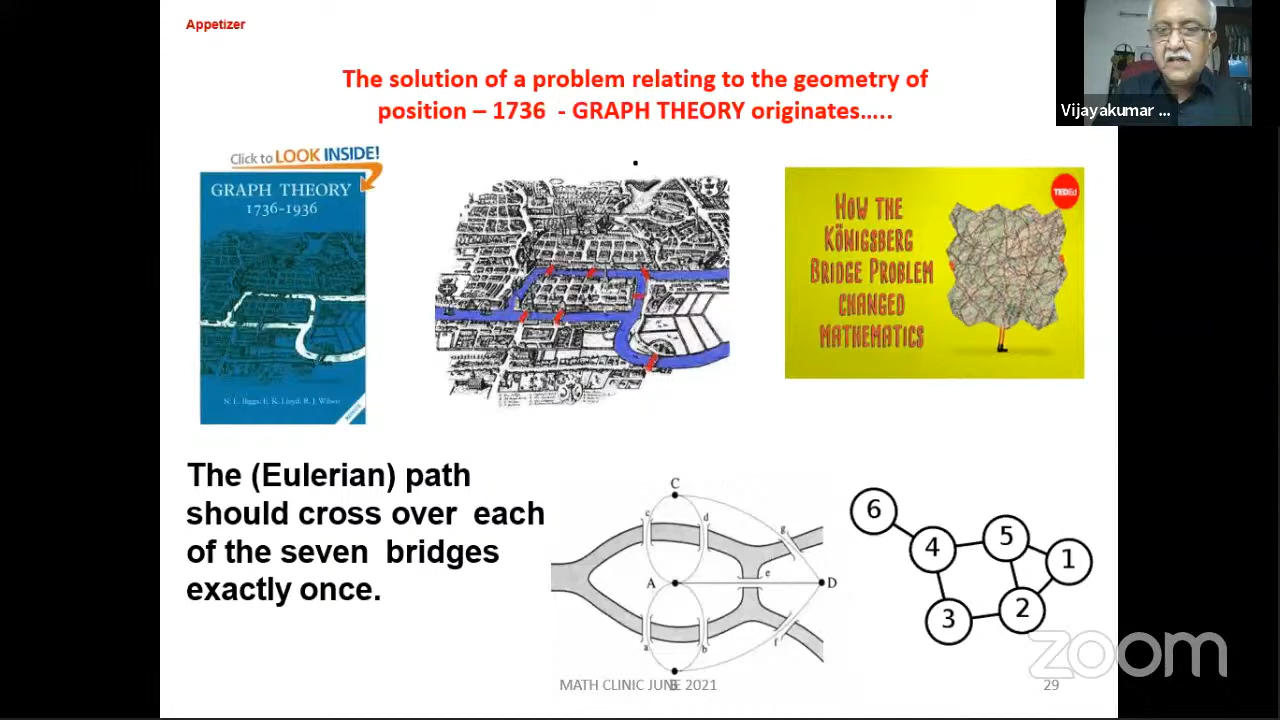 Appetizer
The solution of a problem relating to the geometry of
position – 1736 - GRAPH THEORY originates…..
Vijayakumar ...
Click to LOOK INSIDE!
GRAPH THEORY
1736-1936
N. L. Biggs, E. K. Lloyd, R. J. Wilson
TEDEd
HOW THE
KÖNIGSBERG
BRIDGE PROBLEM
CHANGED
MATHEMATICS
The (Eulerian) path
should cross over each
of the seven bridges
exactly once.
C
c
d
g
A
e
D
a
b
f
B
6
4
5
1
3
2
zoom
MATH CLINIC JUNE 2021
29